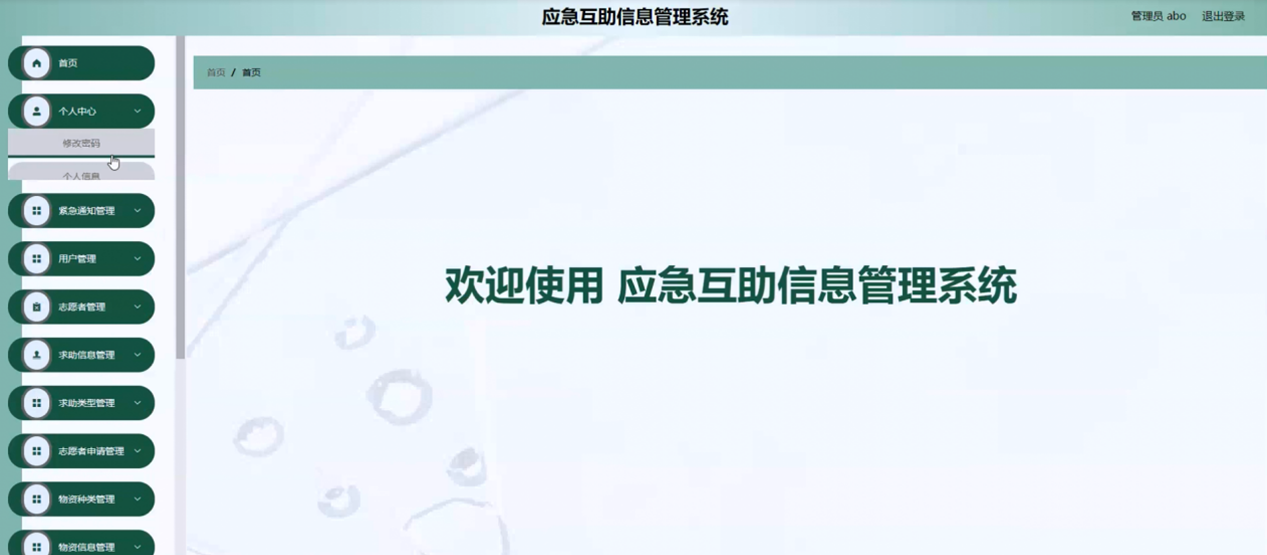 应急互助信息管理系统
管理员 abo 退出登录
首页
首页 / 首页
个人中心
修改密码
个人信息
紧急通知管理
用户管理
志愿者管理
求助信息管理
求助类型管理
志愿者申请管理
物资种类管理
物资信息管理
欢迎使用 应急互助信息管理系统